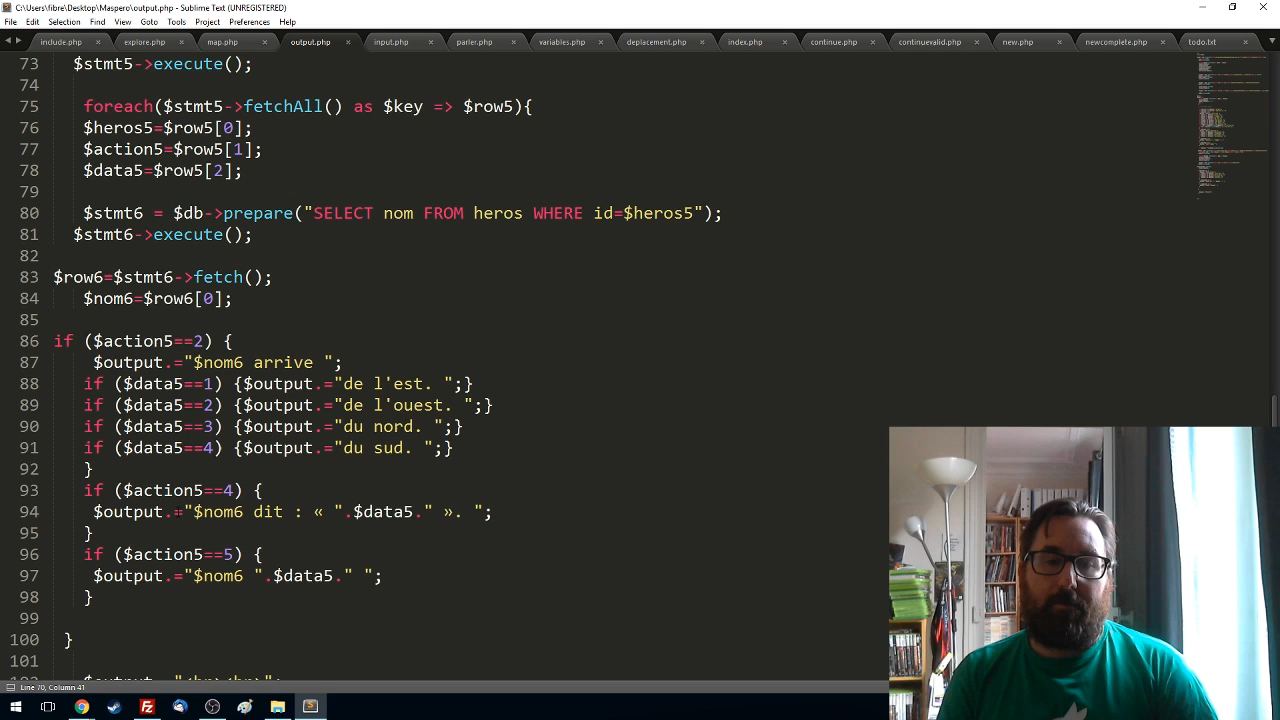 C:\Users\fibre\Desktop\Maspero\output.php - Sublime Text (UNREGISTERED)
File Edit Selection Find View Goto Tools Project Preferences Help
include.php explore.php map.php output.php input.php parler.php variables.php deplacement.php index.php continue.php continuevalid.php new.php newcomplete.php todo.txt
73 $stmt5->execute();
74
75 foreach($stmt5->fetchAll() as $key => $row5){
76 $heros5=$row5[0];
77 $action5=$row5[1];
78 $data5=$row5[2];
79
80 $stmt6 = $db->prepare("SELECT nom FROM heros WHERE id=$heros5");
81 $stmt6->execute();
82
83 $row6=$stmt6->fetch();
84 $nom6=$row6[0];
85
86 if ($action5==2) {
87 $output.="$nom6 arrive ";
88 if ($data5==1) {$output.="de l'est. ";}
89 if ($data5==2) {$output.="de l'ouest. ";}
90 if ($data5==3) {$output.="du nord. ";}
91 if ($data5==4) {$output.="du sud. ";}
92 }
93 if ($action5==4) {
94 $output.="$nom6 dit : « ".$data5." ». ";
95 }
96 if ($action5==5) {
97 $output.="$nom6 ".$data5." ";
98 }
99
100 }
101
Line 70, Column 41